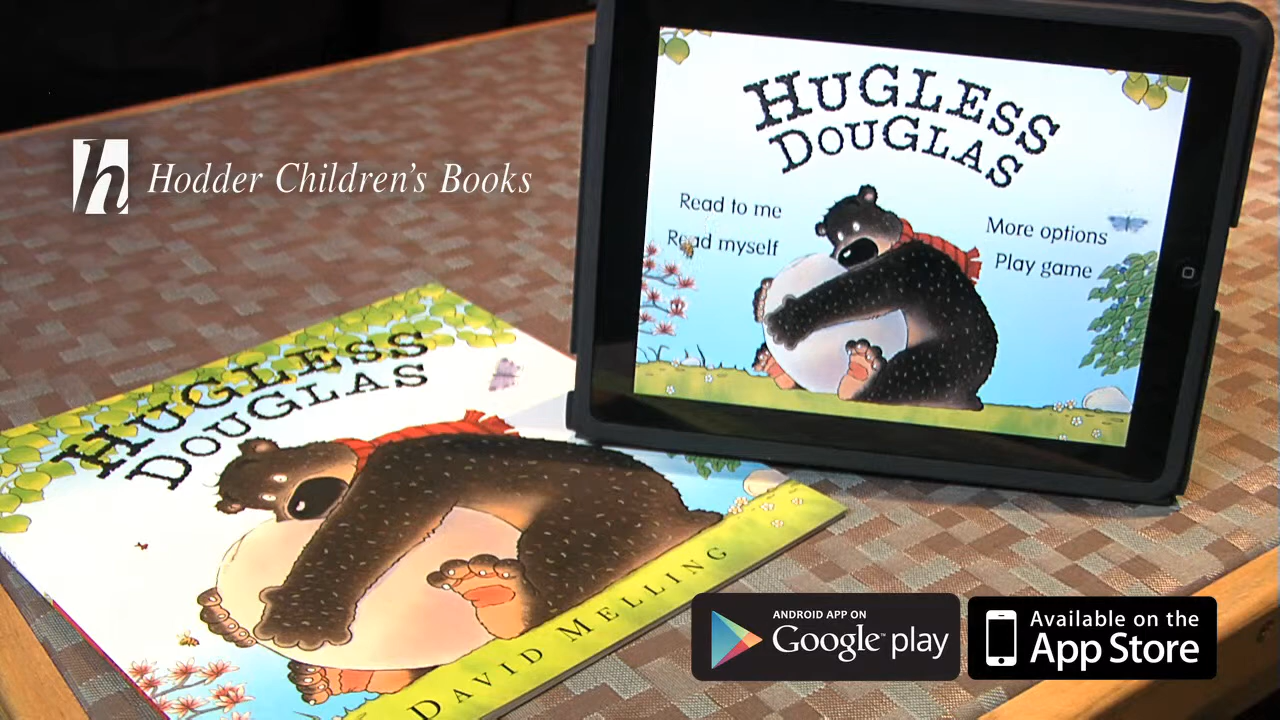 h Hodder Children's Books
HUGLESS
DOUGLAS
Read to me
Read myself
More options
Play game
HUGLESS
DOUGLAS
DAVID MELLING
ANDROID APP ON
Google play
Available on the
App Store